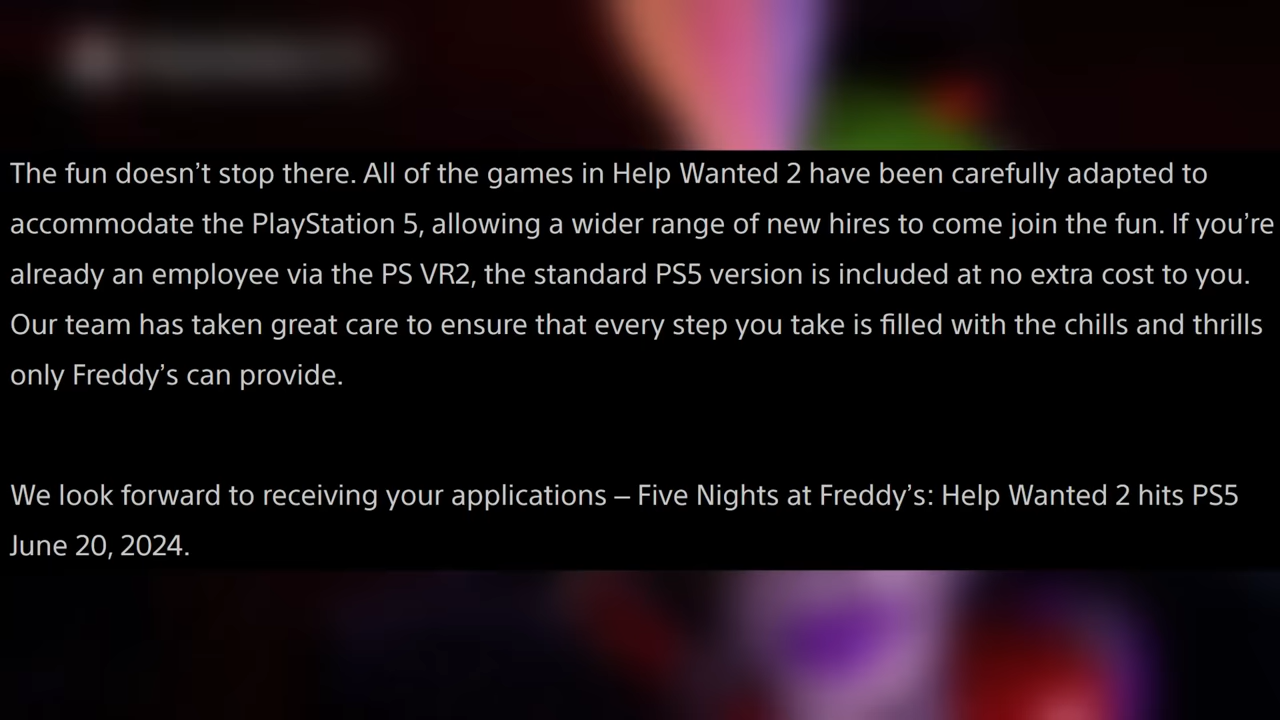 The fun doesn’t stop there. All of the games in Help Wanted 2 have been carefully adapted to
accommodate the PlayStation 5, allowing a wider range of new hires to come join the fun. If you’re
already an employee via the PS VR2, the standard PS5 version is included at no extra cost to you.
Our team has taken great care to ensure that every step you take is filled with the chills and thrills
only Freddy’s can provide.
We look forward to receiving your applications – Five Nights at Freddy’s: Help Wanted 2 hits PS5
June 20, 2024.